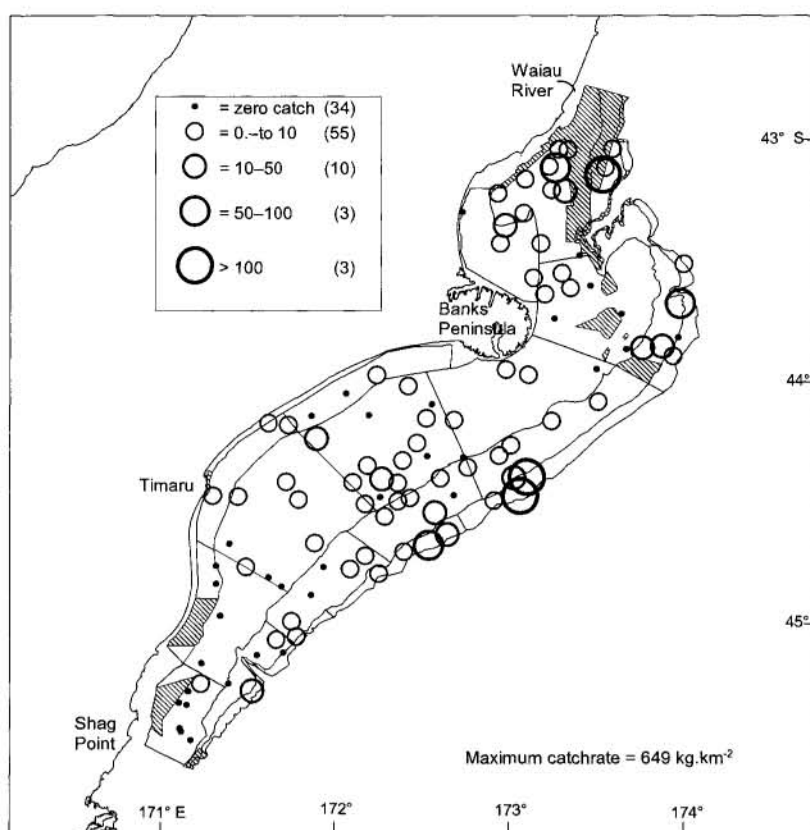 Waiau
River
• = zero catch (34)
= 0.–to 10 (55)
= 10–50 (10)
= 50–100 (3)
> 100 (3)
43° S
Banks
Peninsula
44°
Timaru
45°
Shag
Point
Maximum catchrate = 649 kg.km-2
171° E
172°
173°
174°